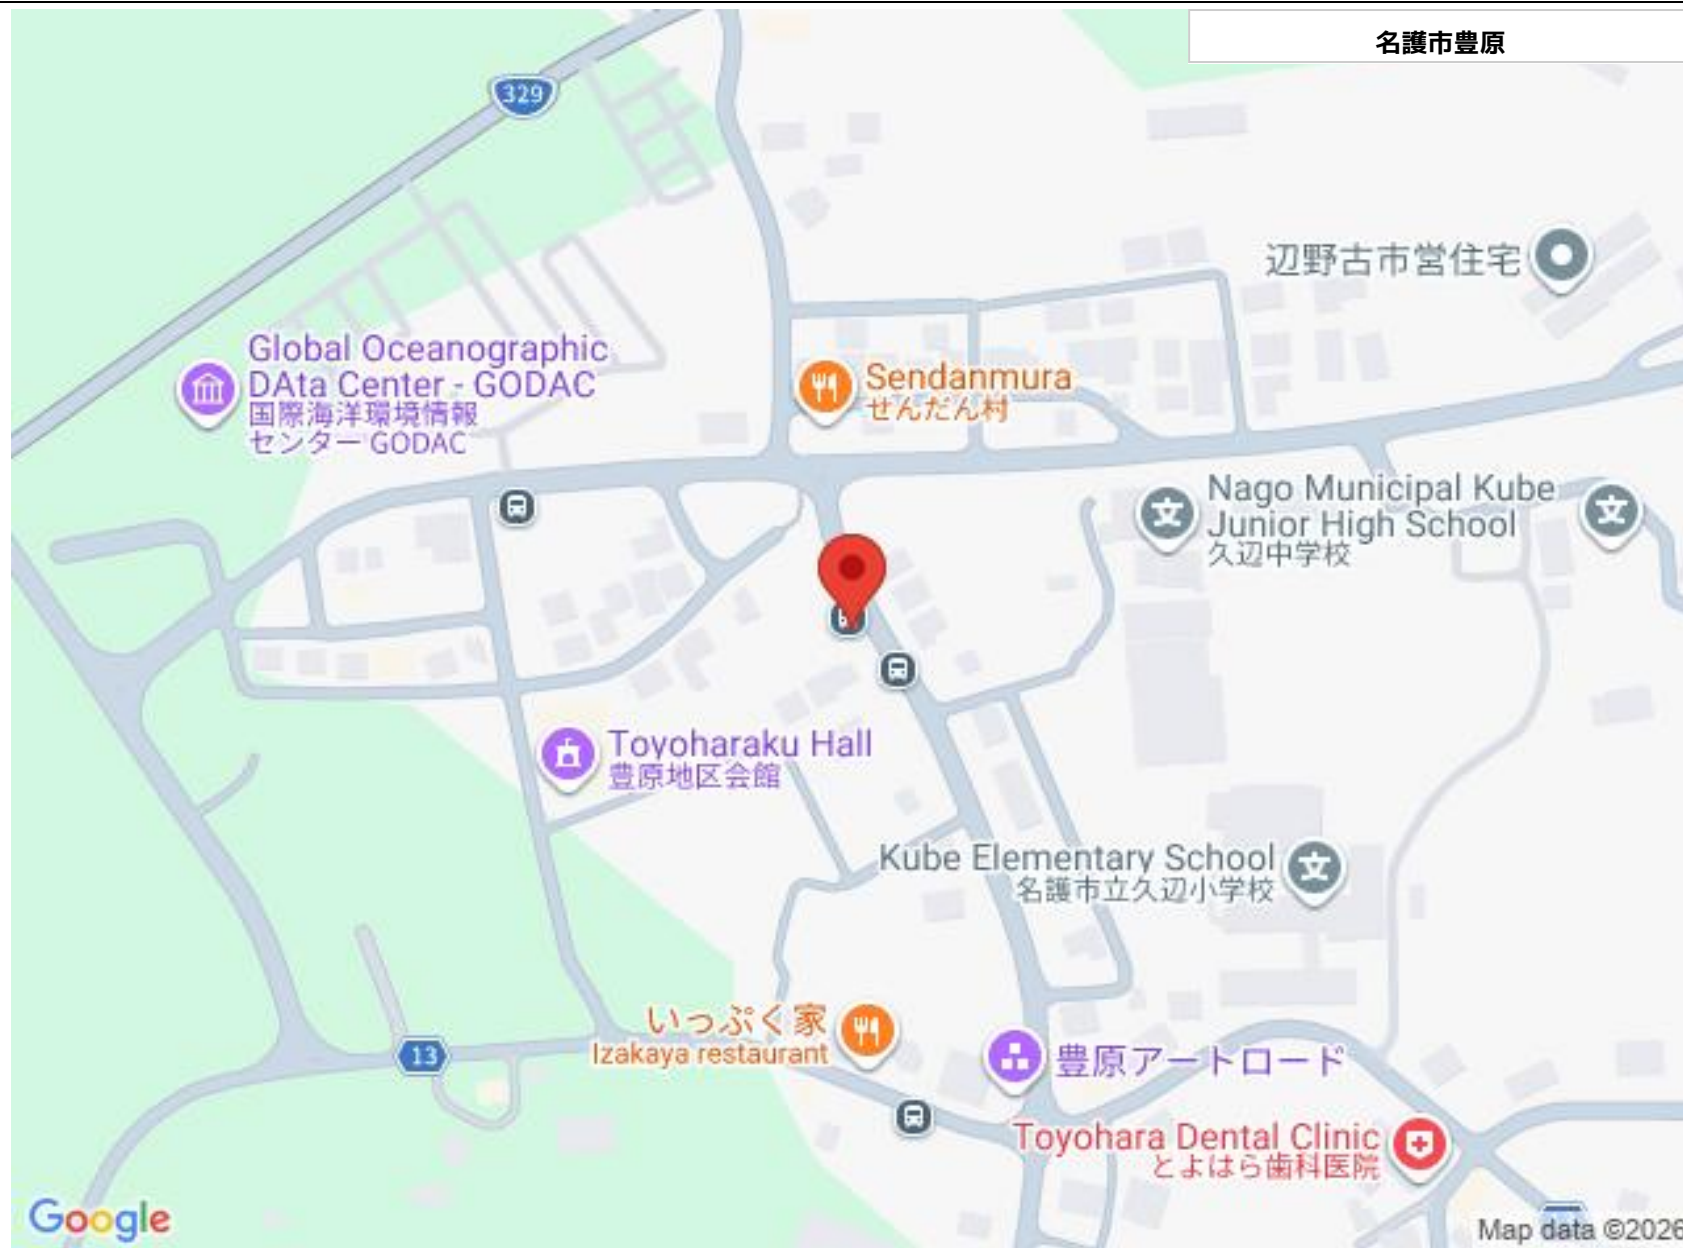 名護市豊原
329
辺野古市営住宅
Global Oceanographic
DAta Center - GODAC
国際海洋環境情報
センター GODAC
Sendanmura
せんだん村
Nago Municipal Kube
Junior High School
久辺中学校
Toyoharaku Hall
豊原地区会館
Kube Elementary School
名護市立久辺小学校
いっぷく家
Izakaya restaurant
13
豊原アートロード
Toyohara Dental Clinic
とよはら歯科医院
Google
Map data ©2026